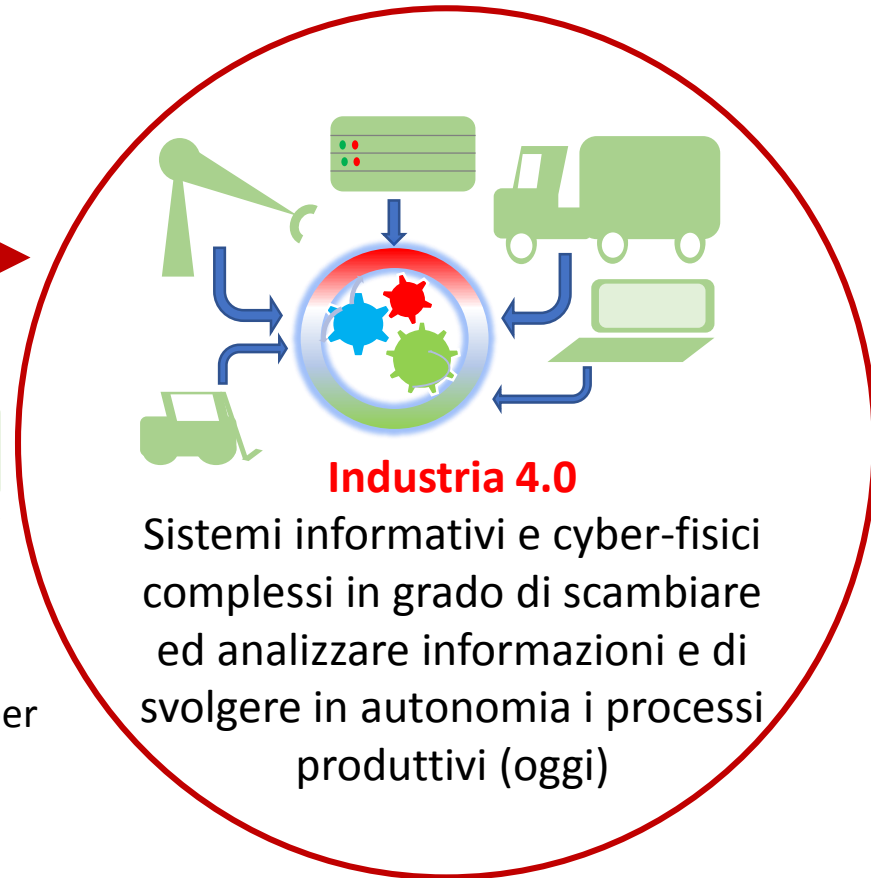 Industria 4.0
Sistemi informativi e cyber-fisici
complessi in grado di scambiare
ed analizzare informazioni e di
er
svolgere in autonomia i processi
produttivi (oggi)